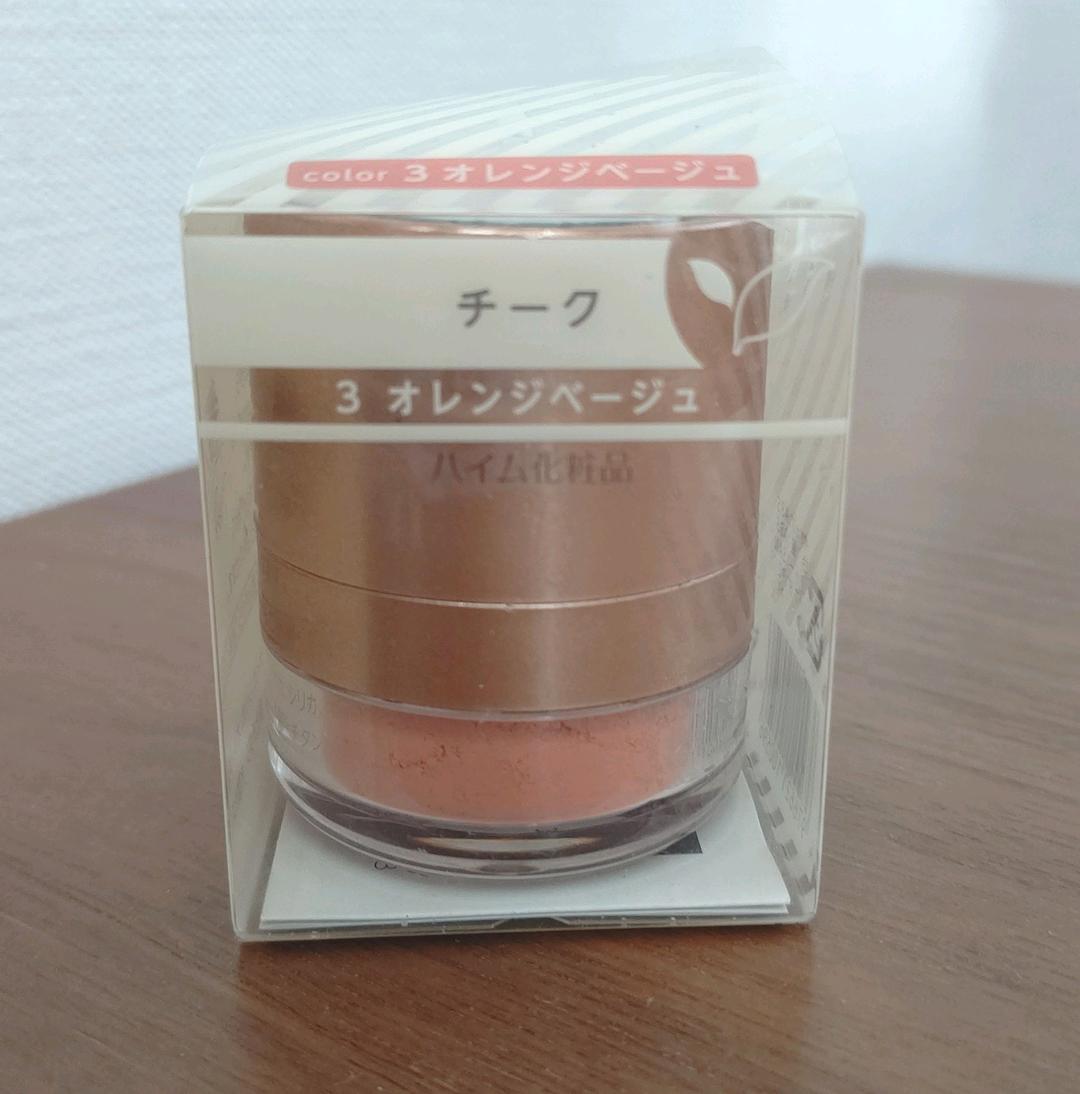 color 3 オレンジベージュ
チーク
3 オレンジベージュ
ハイム化粧品